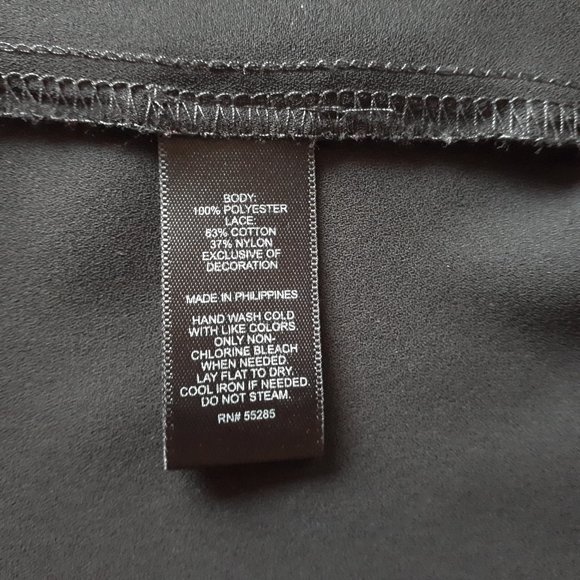 BODY:
100% POLYESTER
LACE:
63% COTTON
37% NYLON
EXCLUSIVE OF
DECORATION
MADE IN PHILIPPINES
HAND WASH COLD
WITH LIKE COLORS.
ONLY NON-
CHLORINE BLEACH
WHEN NEEDED.
LAY FLAT TO DRY.
COOL IRON IF NEEDED.
DO NOT STEAM.
RN# 55285